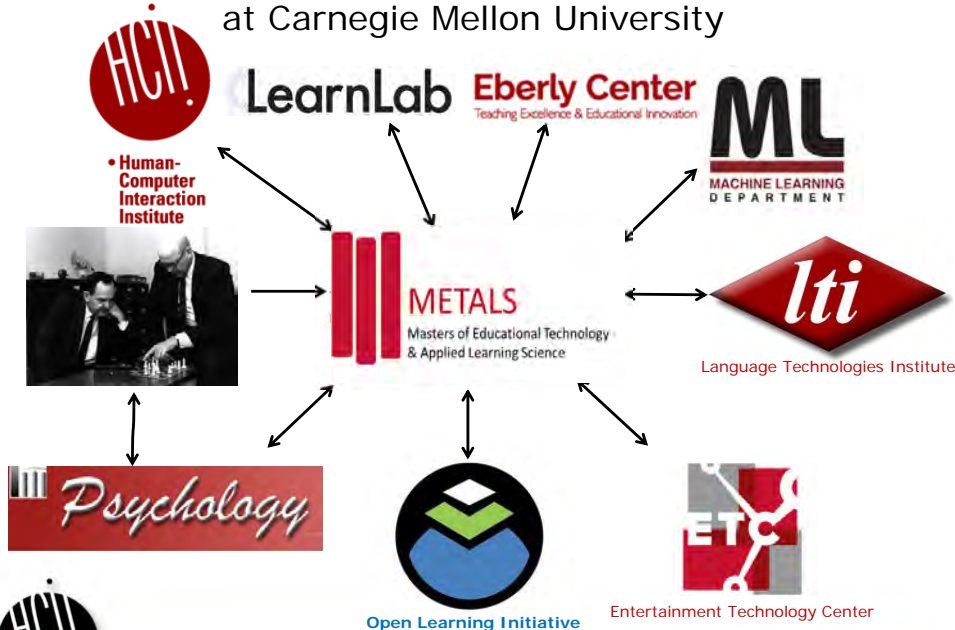 at Carnegie Mellon University
HCII
LearnLab
Eberly Center
Teaching Excellence & Educational Innovation
ML
MACHINE LEARNING
DEPARTMENT
• Human-
Computer
Interaction
Institute
METALS
Masters of Educational Technology
& Applied Learning Science
lti
Language Technologies Institute
Psychology
ETC
Open Learning Initiative
Entertainment Technology Center
HCII